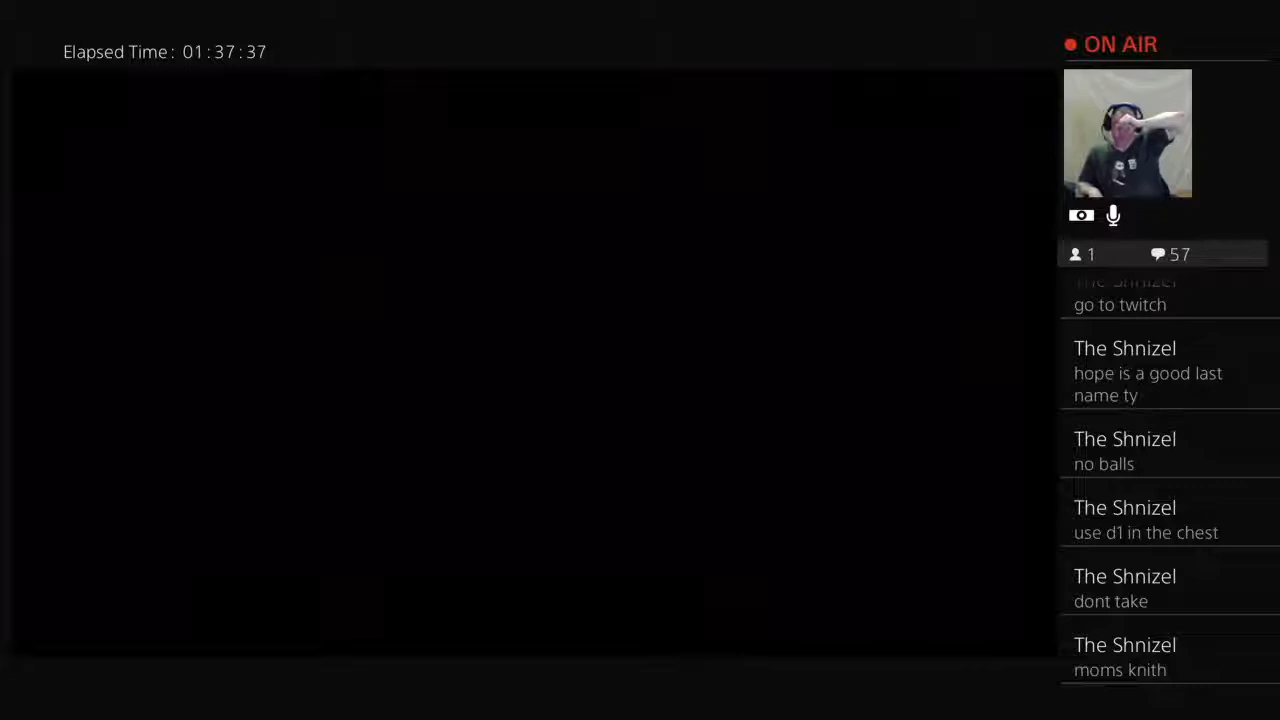 Elapsed Time: 01:37:37
ON AIR
1
57
The Shnizel
go to twitch
The Shnizel
hope is a good last
name ty
The Shnizel
no balls
The Shnizel
use d1 in the chest
The Shnizel
dont take
The Shnizel
moms knith